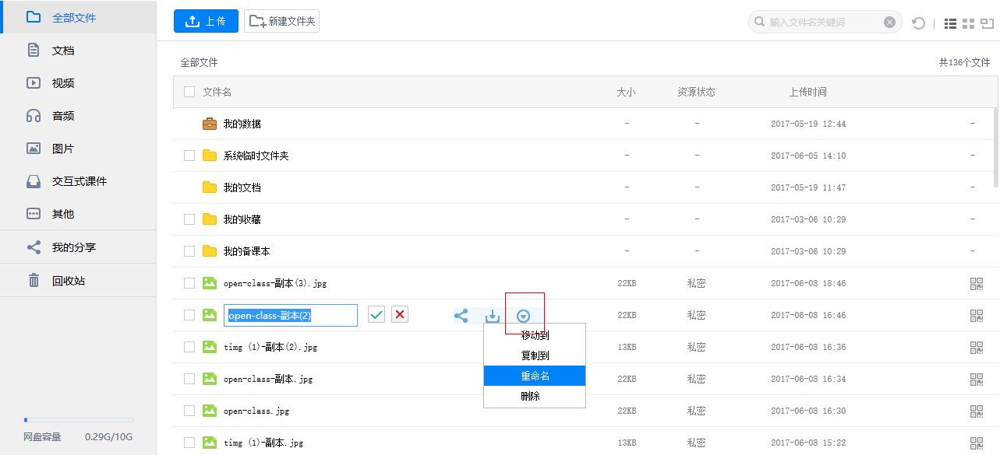 全部文件
文档
视频
音频
图片
交互式课件
其他
我的分享
回收站
网盘容量 0.29G/10G
上传 新建文件夹 输入文件名关键词
全部文件 共136个文件
文件名 大小 资源状态 上传时间
我的数据 - - 2017-05-19 12:44 -
系统临时文件夹 - - 2017-06-05 14:10 -
我的文档 - - 2017-05-19 11:47 -
我的收藏 - - 2017-03-06 10:29 -
我的备课本 - - 2017-03-06 10:29 -
open-class-副本(3).jpg 22KB 私密 2017-06-08 18:46
open-class-副本(2) 22KB 私密 2017-06-08 16:46
移动到
复制到
重命名
删除
timg (1)-副本(2).jpg 13KB 私密 2017-06-08 16:36
open-class-副本.jpg 22KB 私密 2017-06-08 16:34
open-class.jpg 22KB 私密 2017-06-08 16:30
timg (1)-副本.jpg 13KB 私密 2017-06-08 15:22